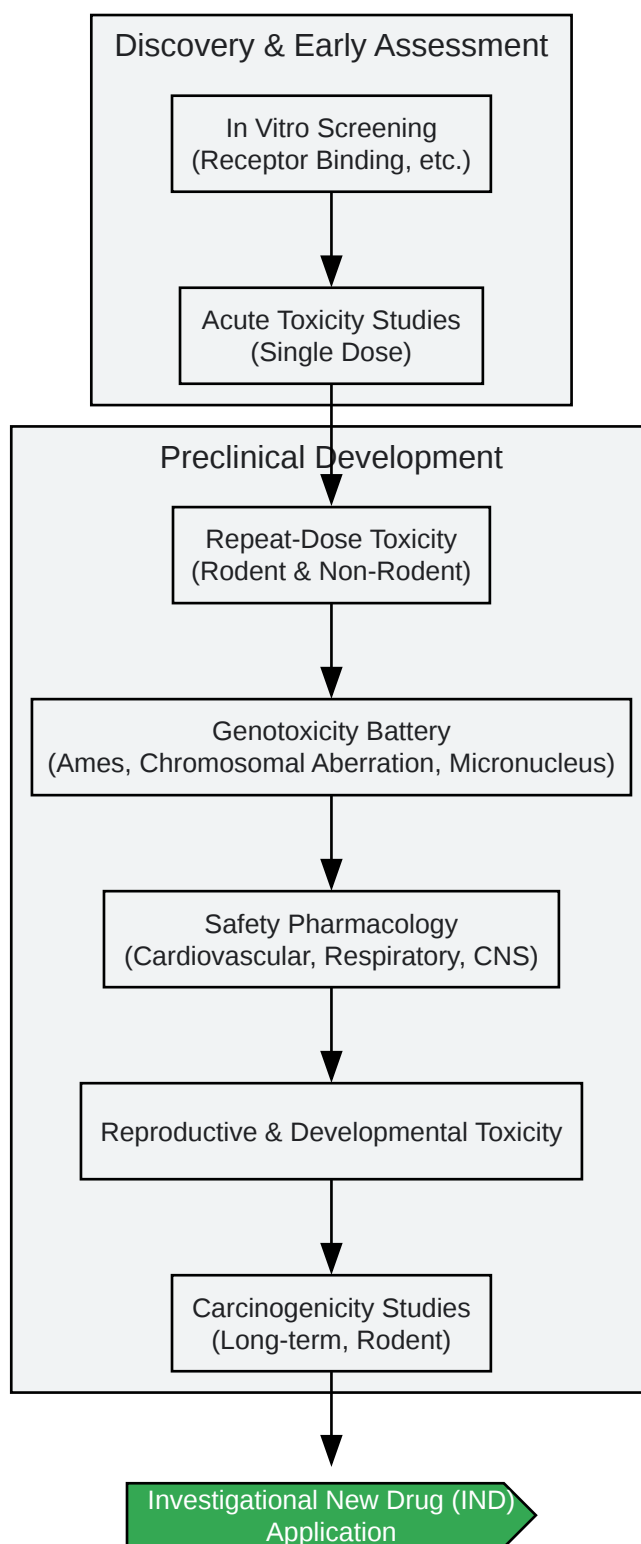 Discovery & Early Assessment
In Vitro Screening
(Receptor Binding, etc.)
Acute Toxicity Studies
(Single Dose)
Preclinical Development
Repeat-Dose Toxicity
(Rodent & Non-Rodent)
Genotoxicity Battery
(Ames, Chromosomal Aberration, Micronucleus)
Safety Pharmacology
(Cardiovascular, Respiratory, CNS)
Reproductive & Developmental Toxicity
Carcinogenicity Studies
(Long-term, Rodent)
Investigational New Drug (IND)
Application